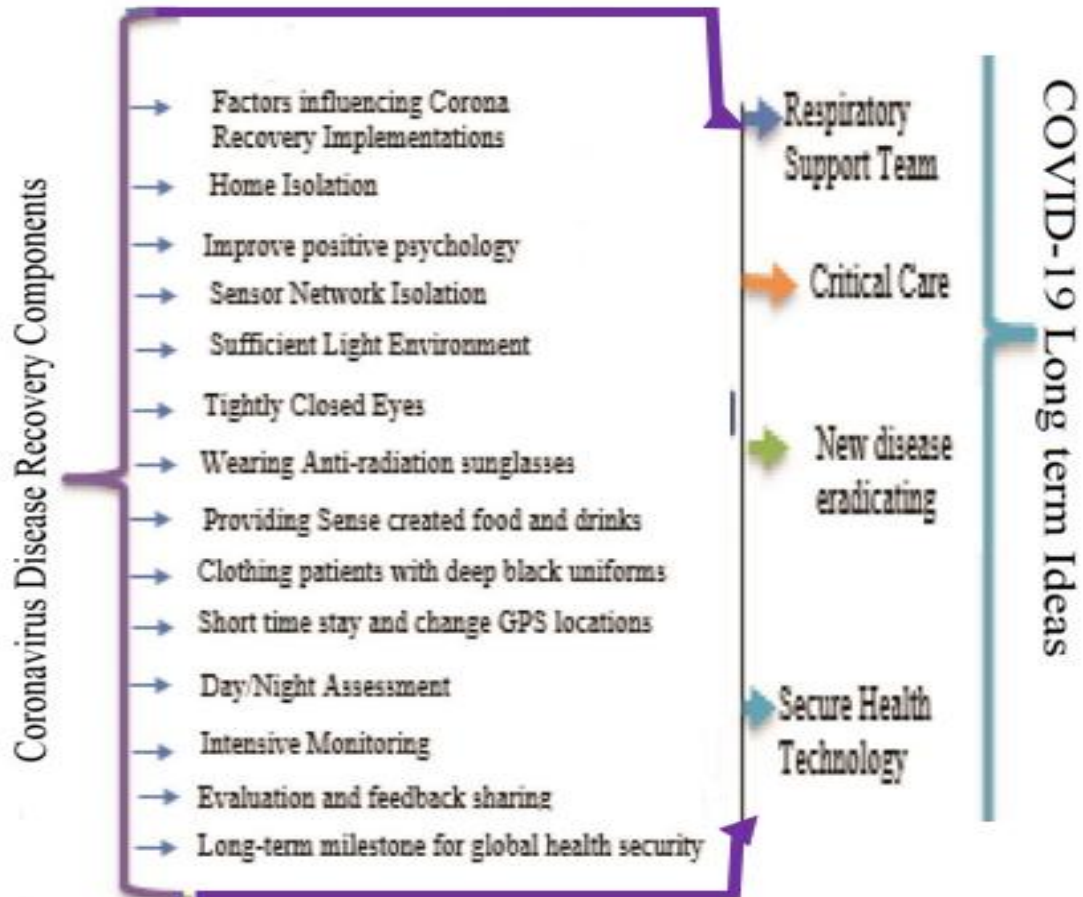 Coronavirus Disease Recovery Components
Factors influencing Corona
Recovery Implementations
Home Isolation
Improve positive psychology
Sensor Network Isolation
Sufficient Light Environment
Tightly Closed Eyes
Wearing Anti-radiation sunglasses
Providing Sense created food and drinks
Clothing patients with deep black uniforms
Short time stay and change GPS locations
Day/Night Assessment
Intensive Monitoring
Evaluation and feedback sharing
Long-term milestone for global health security
Respiratory
Support Team
Critical Care
New disease
eradicating
Secure Health
Technology
COVID-19 Long term Ideas